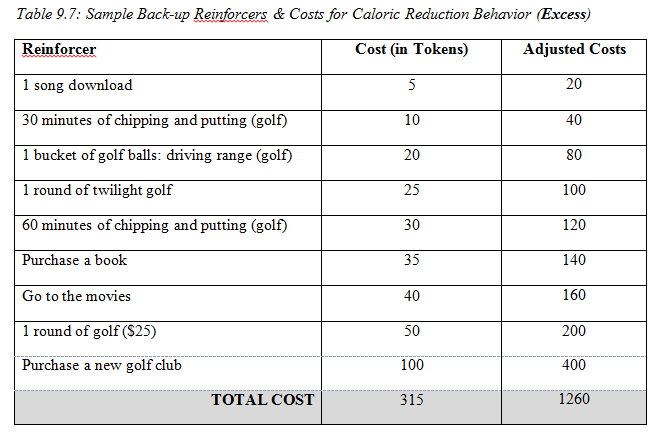 Table 9.7: Sample Back-up Reinforcers & Costs for Caloric Reduction Behavior (Excess)
Reinforcer Cost (in Tokens) Adjusted Costs
1 song download 5 20
30 minutes of chipping and putting (golf) 10 40
1 bucket of golf balls: driving range (golf) 20 80
1 round of twilight golf 25 100
60 minutes of chipping and putting (golf) 30 120
Purchase a book 35 140
Go to the movies 40 160
1 round of golf ($25) 50 200
Purchase a new golf club 100 400
TOTAL COST 315 1260